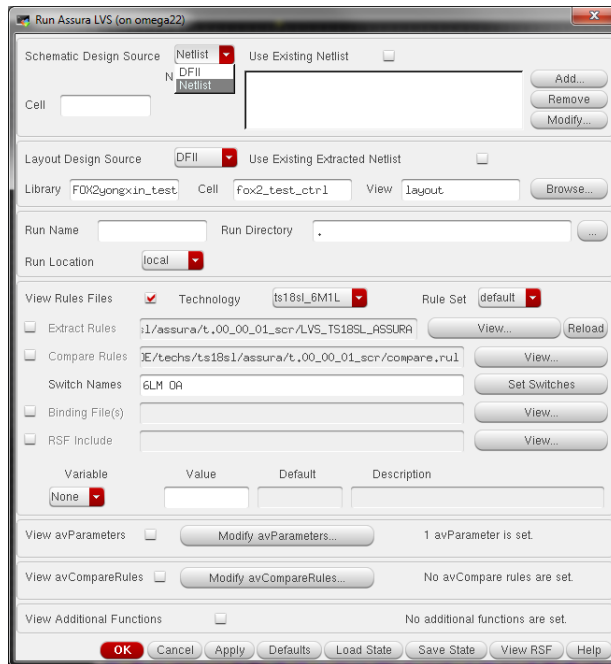 Run Assura LVS (on omega22)
Schematic Design Source Netlist Use Existing Netlist
DFII
Netlist
N
Add...
Cell
Remove
Modify...
Layout Design Source DFII Use Existing Extracted Netlist
Library FOX2yongxin_test Cell fox2_test_ctrl View layout Browse...
Run Name Run Directory . ...
Run Location local
View Rules Files Technology ts18sl_6M1L Rule Set default
Extract Rules :l/assura/t.00_00_01_scr/LVS_TS18SL_ASSURA View... Reload
Compare Rules DE/techs/ts18sl/assura/t.00_00_01_scr/compare.rul View...
Switch Names 6LM OA Set Switches
Binding File(s) View...
RSF Include View...
Variable Value Default Description
None
View avParameters Modify avParameters... 1 avParameter is set.
View avCompareRules Modify avCompareRules... No avCompare rules are set.
View Additional Functions No additional functions are set.
OK Cancel Apply Defaults Load State Save State View RSF Help